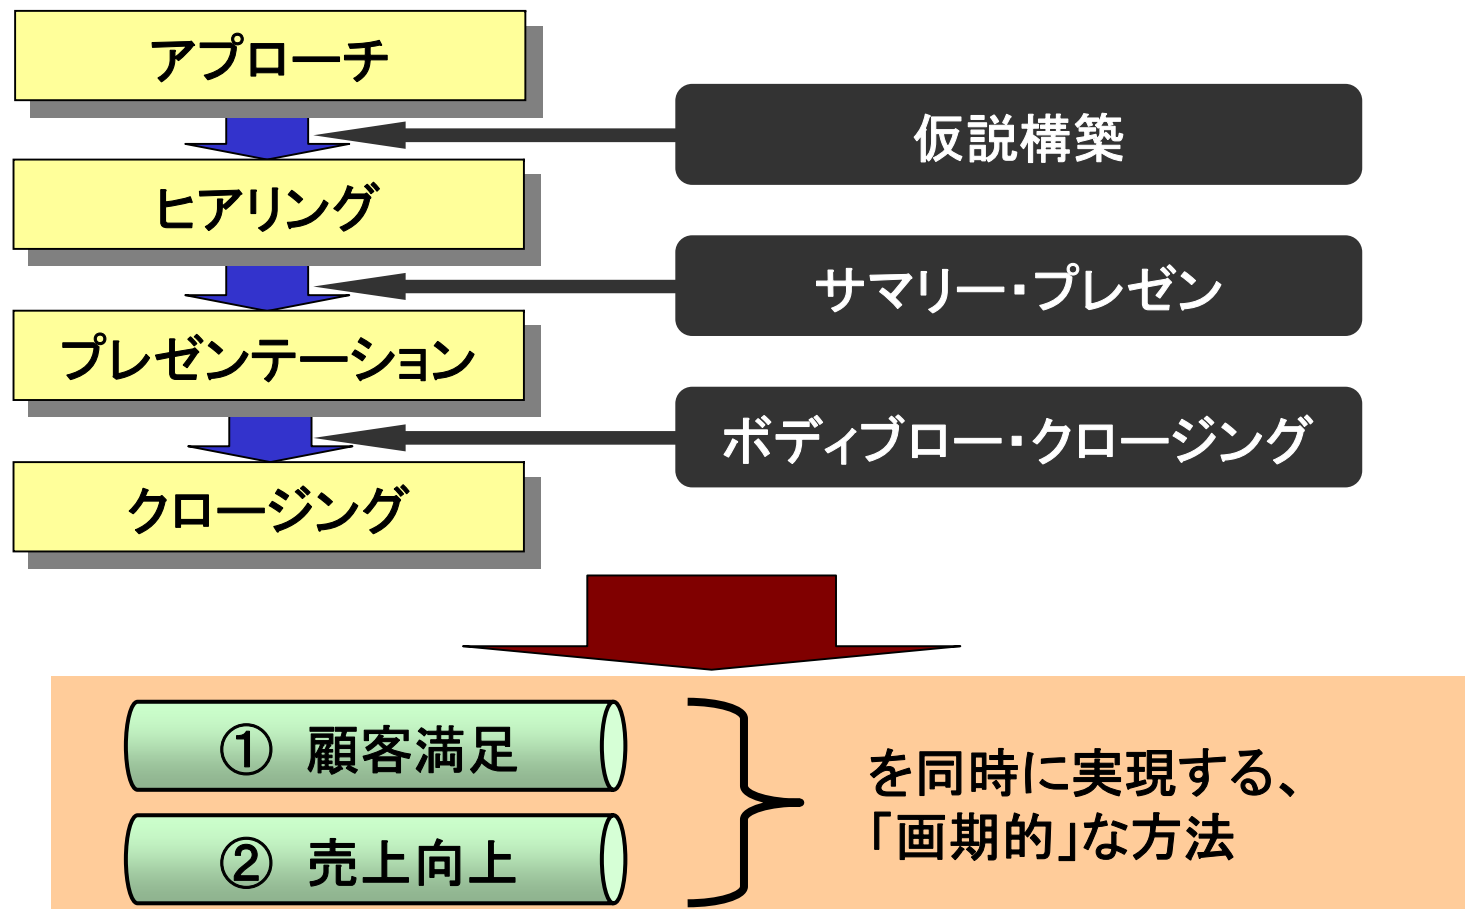 アプローチ
仮説構築
ヒアリング
サマリー・プレゼン
プレゼンテーション
ボディブロー・クロージング
クロージング
① 顧客満足
② 売上向上
を同時に実現する、
「画期的」な方法